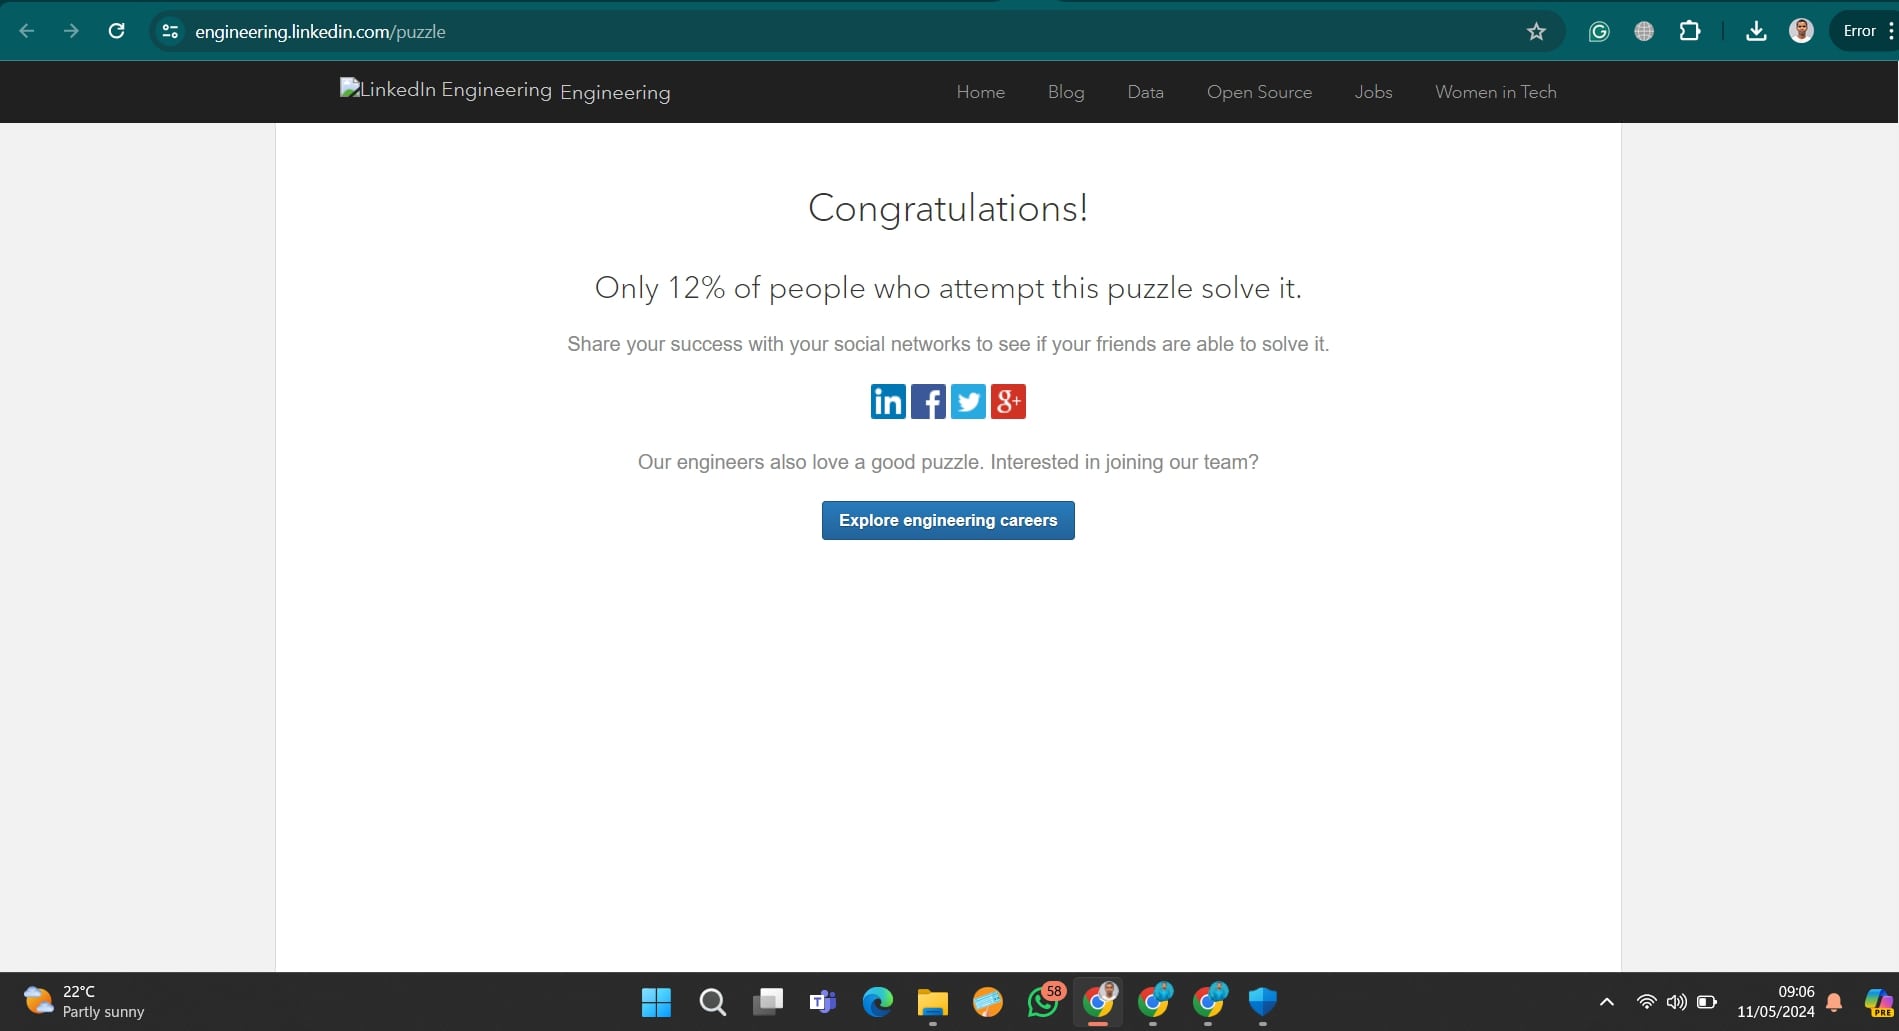 engineering.linkedin.com/puzzle
Error
LinkedIn Engineering Engineering Home Blog Data Open Source Jobs Women in Tech
Congratulations!
Only 12% of people who attempt this puzzle solve it.
Share your success with your social networks to see if your friends are able to solve it.
in f g+
Our engineers also love a good puzzle. Interested in joining our team?
Explore engineering careers
22°C
Partly sunny
58
09:06
11/05/2024
PRE